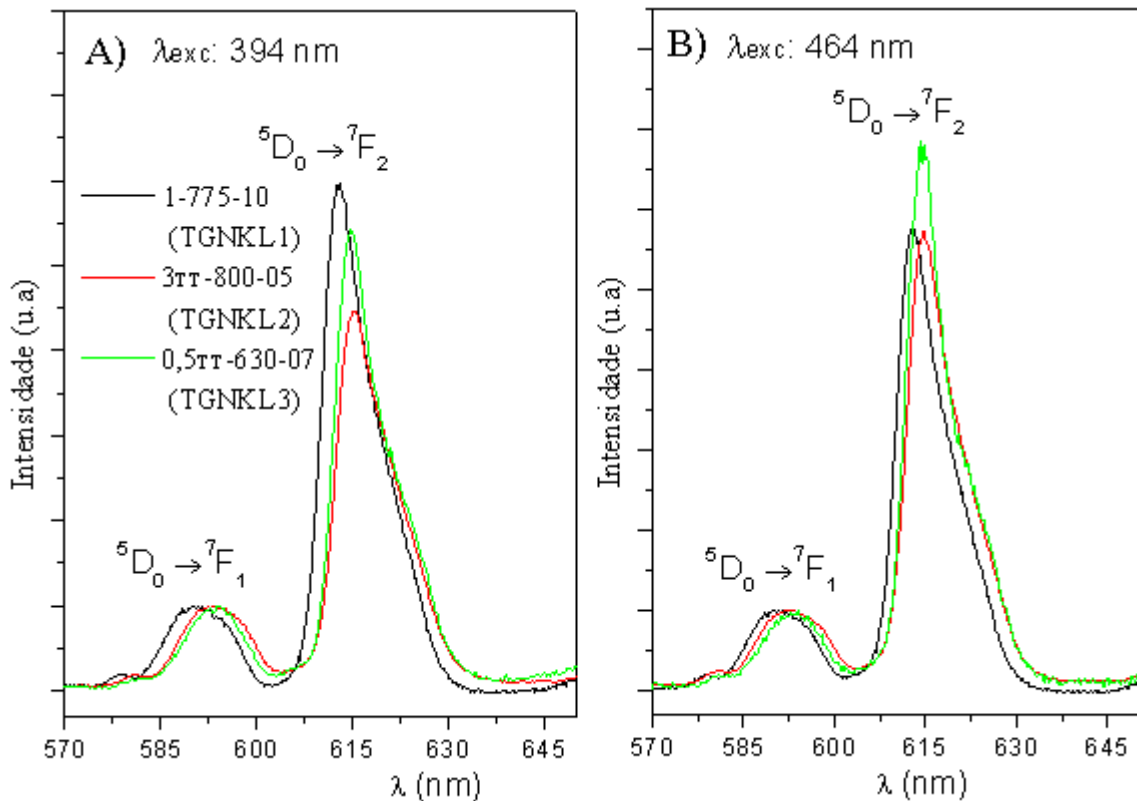 A) λexc: 394 nm
⁵D₀ → ⁷F₂
1-775-10
(TGNKL1)
3ττ-800-05
(TGNKL2)
0,5ττ-630-07
(TGNKL3)
⁵D₀ → ⁷F₁
Intensidade (u.a)
570 585 600 615 630 645
λ (nm)
B) λexc: 464 nm
⁵D₀ → ⁷F₂
⁵D₀ → ⁷F₁
Intensidade (u.a)
570 585 600 615 630 645
λ (nm)